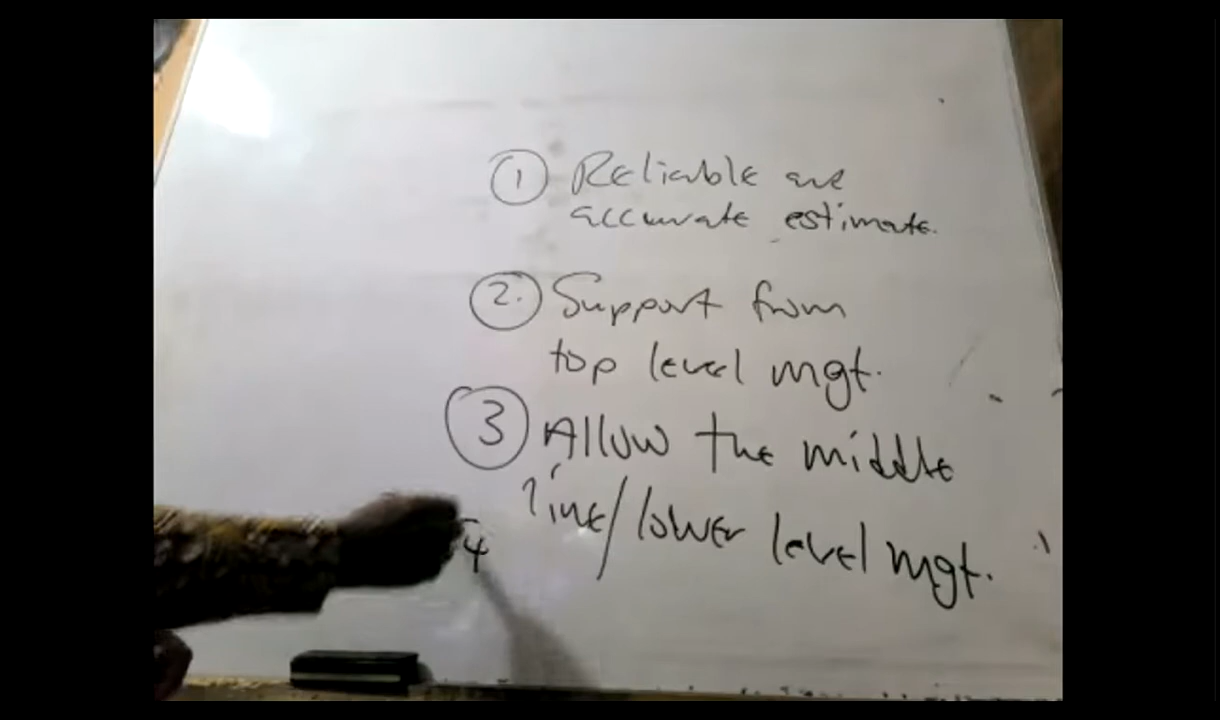 ① Reliable and
accurate estimate.
② Support from
top level mgt.
③ Allow the middle
line/lower level mgt.
4